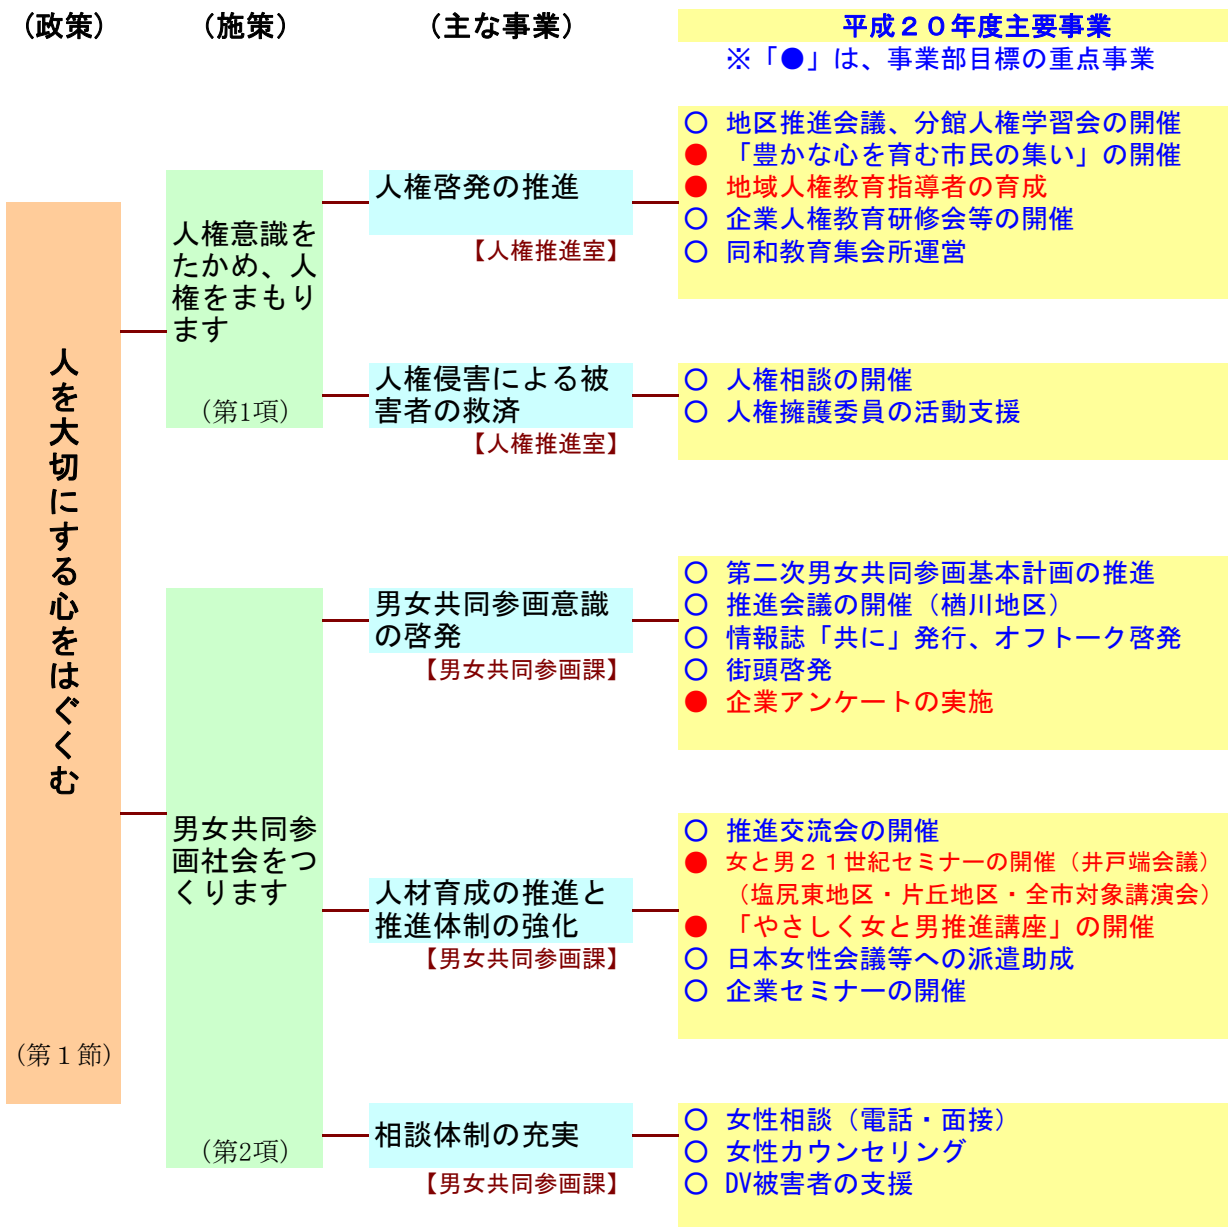 (政策)
(施策)
(主な事業)
平成２０年度主要事業
※「●」は、事業部目標の重点事業
人を大切にする心をはぐくむ
(第１節)
人権意識を
たかめ、人
権をまもり
ます
(第1項)
人権啓発の推進
【人権推進室】
○ 地区推進会議、分館人権学習会の開催
● 「豊かな心を育む市民の集い」の開催
● 地域人権教育指導者の育成
○ 企業人権教育研修会等の開催
○ 同和教育集会所運営
人権侵害による被
害者の救済
【人権推進室】
○ 人権相談の開催
○ 人権擁護委員の活動支援
男女共同参
画社会をつ
くります
(第2項)
男女共同参画意識
の啓発
【男女共同参画課】
○ 第二次男女共同参画基本計画の推進
○ 推進会議の開催（楢川地区）
○ 情報誌「共に」発行、オフトーク啓発
○ 街頭啓発
● 企業アンケートの実施
人材育成の推進と
推進体制の強化
【男女共同参画課】
○ 推進交流会の開催
● 女と男２１世紀セミナーの開催（井戸端会議）
（塩尻東地区・片丘地区・全市対象講演会）
● 「やさしく女と男推進講座」の開催
○ 日本女性会議等への派遣助成
○ 企業セミナーの開催
相談体制の充実
【男女共同参画課】
○ 女性相談（電話・面接）
○ 女性カウンセリング
○ DV被害者の支援